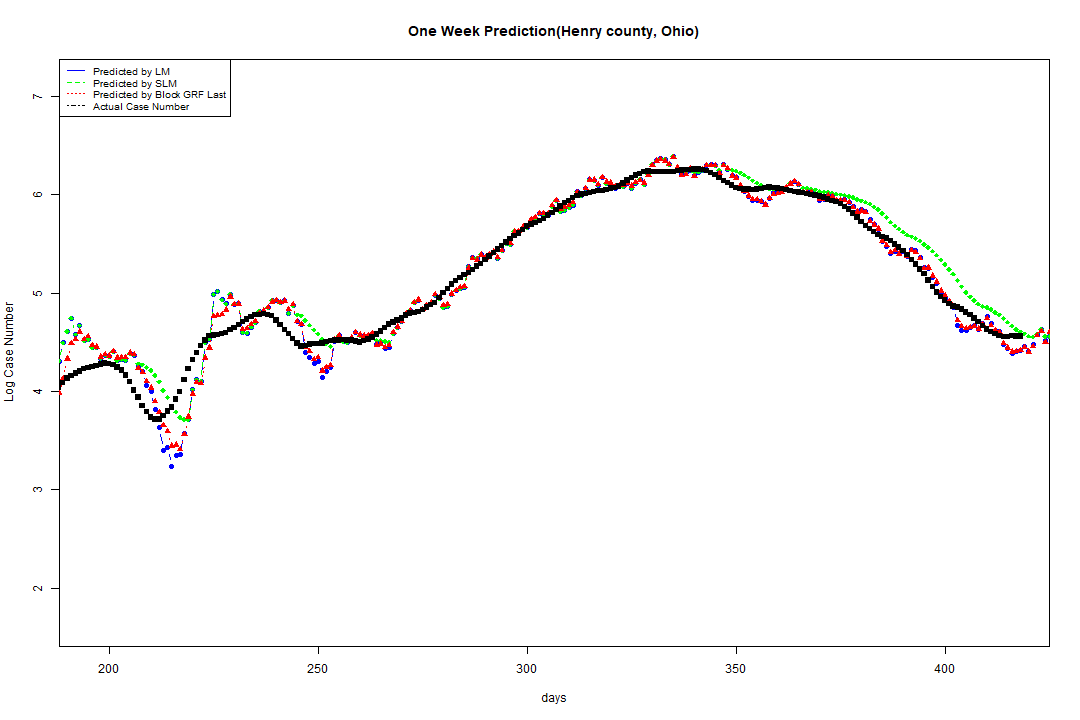 One Week Prediction(Henry county, Ohio)
Predicted by LM
Predicted by SLM
Predicted by Block GRF Last
Actual Case Number
7
6
5
4
3
2
Log Case Number
200 250 300 350 400
days